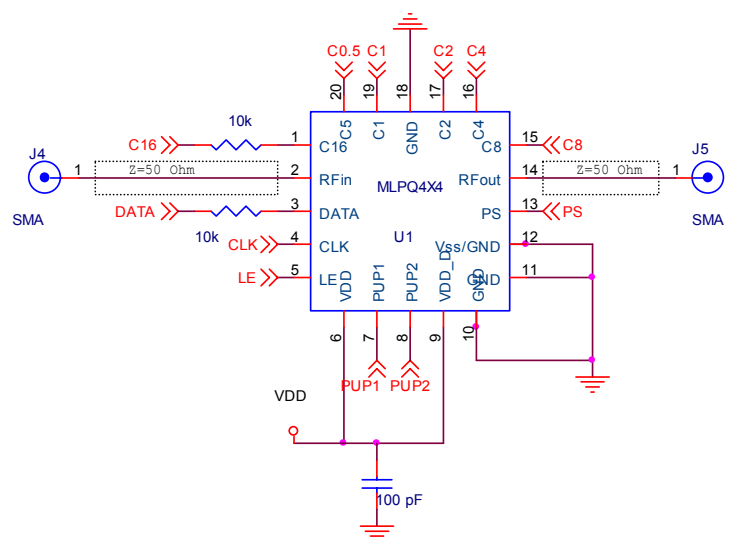 C0.5 C1 C2 C4
20 19 18 17 16
C5 C1 GND C2 C4
10k
C16 1 C16 C8 15 C8
J4 J5
1 Z=50 Ohm 2 RFin RFout 14 Z=50 Ohm 1
MLPQ4X4
SMA SMA
DATA 3 DATA PS 13 PS
10k U1
CLK 4 CLK Vss/GND 12
LE 5 LE GND 11
VDD PUP1 PUP2 VDD_D GND
6 7 8 9 10
PUP1 PUP2
VDD
100 pF